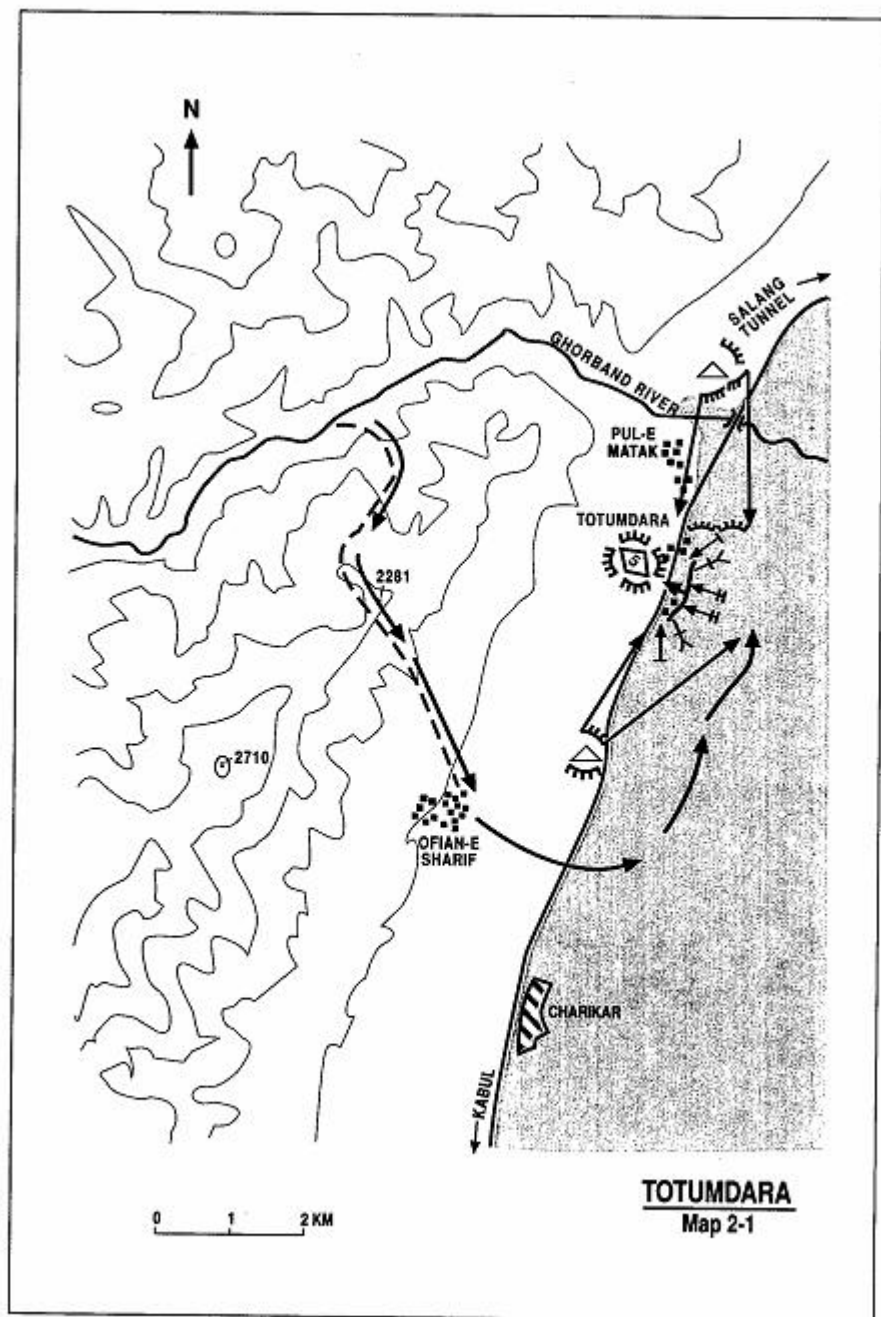 N
SALANG
TUNNEL
GHORBAND RIVER
PUL-E
MATAK
TOTUMDARA
5
2281
2710
OFIAN-E
SHARIF
CHARIKAR
KABUL
0 1 2 KM
TOTUMDARA
Map 2-1